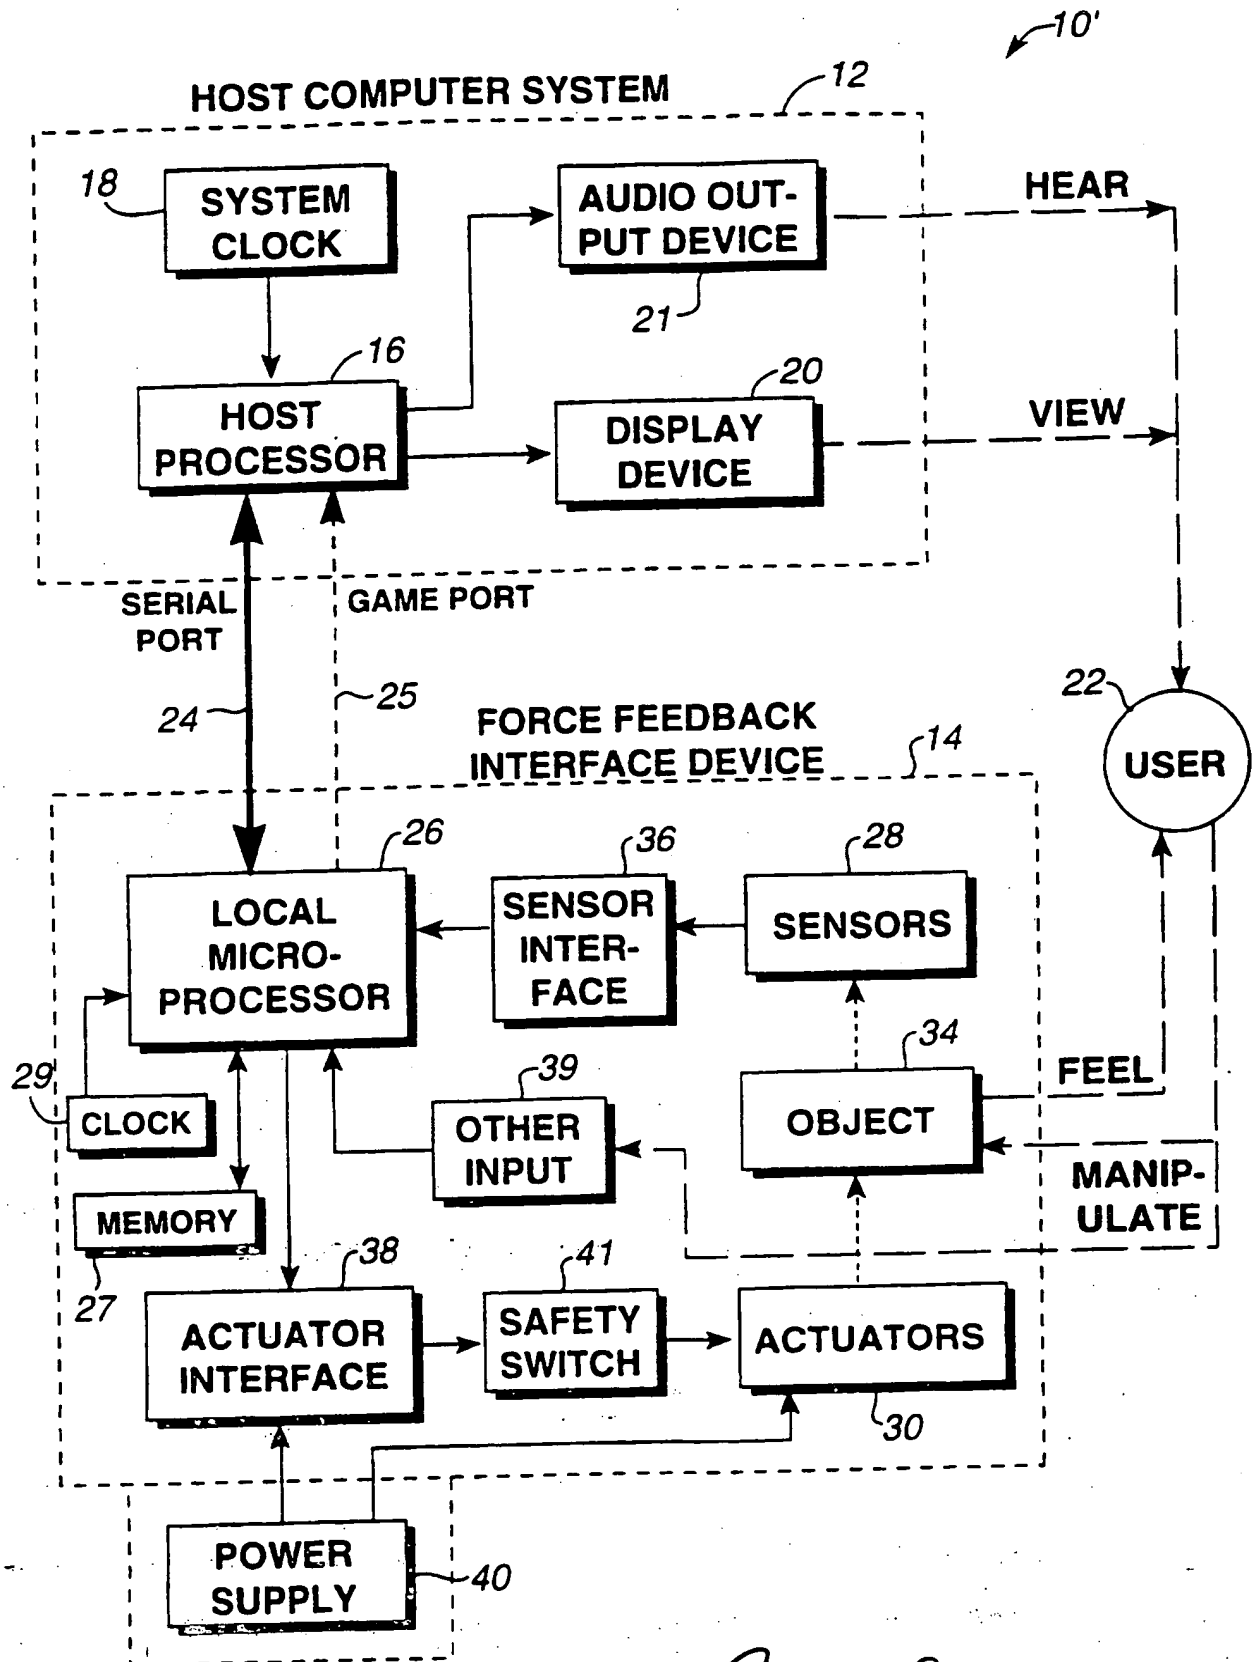 10'
HOST COMPUTER SYSTEM
12
18
SYSTEM
CLOCK
AUDIO OUT-
PUT DEVICE
21
HEAR
16
HOST
PROCESSOR
20
DISPLAY
DEVICE
VIEW
SERIAL
PORT
GAME PORT
24
25
FORCE FEEDBACK
INTERFACE DEVICE
14
22
USER
26
LOCAL
MICRO-
PROCESSOR
36
SENSOR
INTER-
FACE
28
SENSORS
29
CLOCK
39
OTHER
INPUT
34
OBJECT
FEEL
MANIP-
ULATE
MEMORY
27
38
ACTUATOR
INTERFACE
41
SAFETY
SWITCH
ACTUATORS
30
POWER
SUPPLY
40